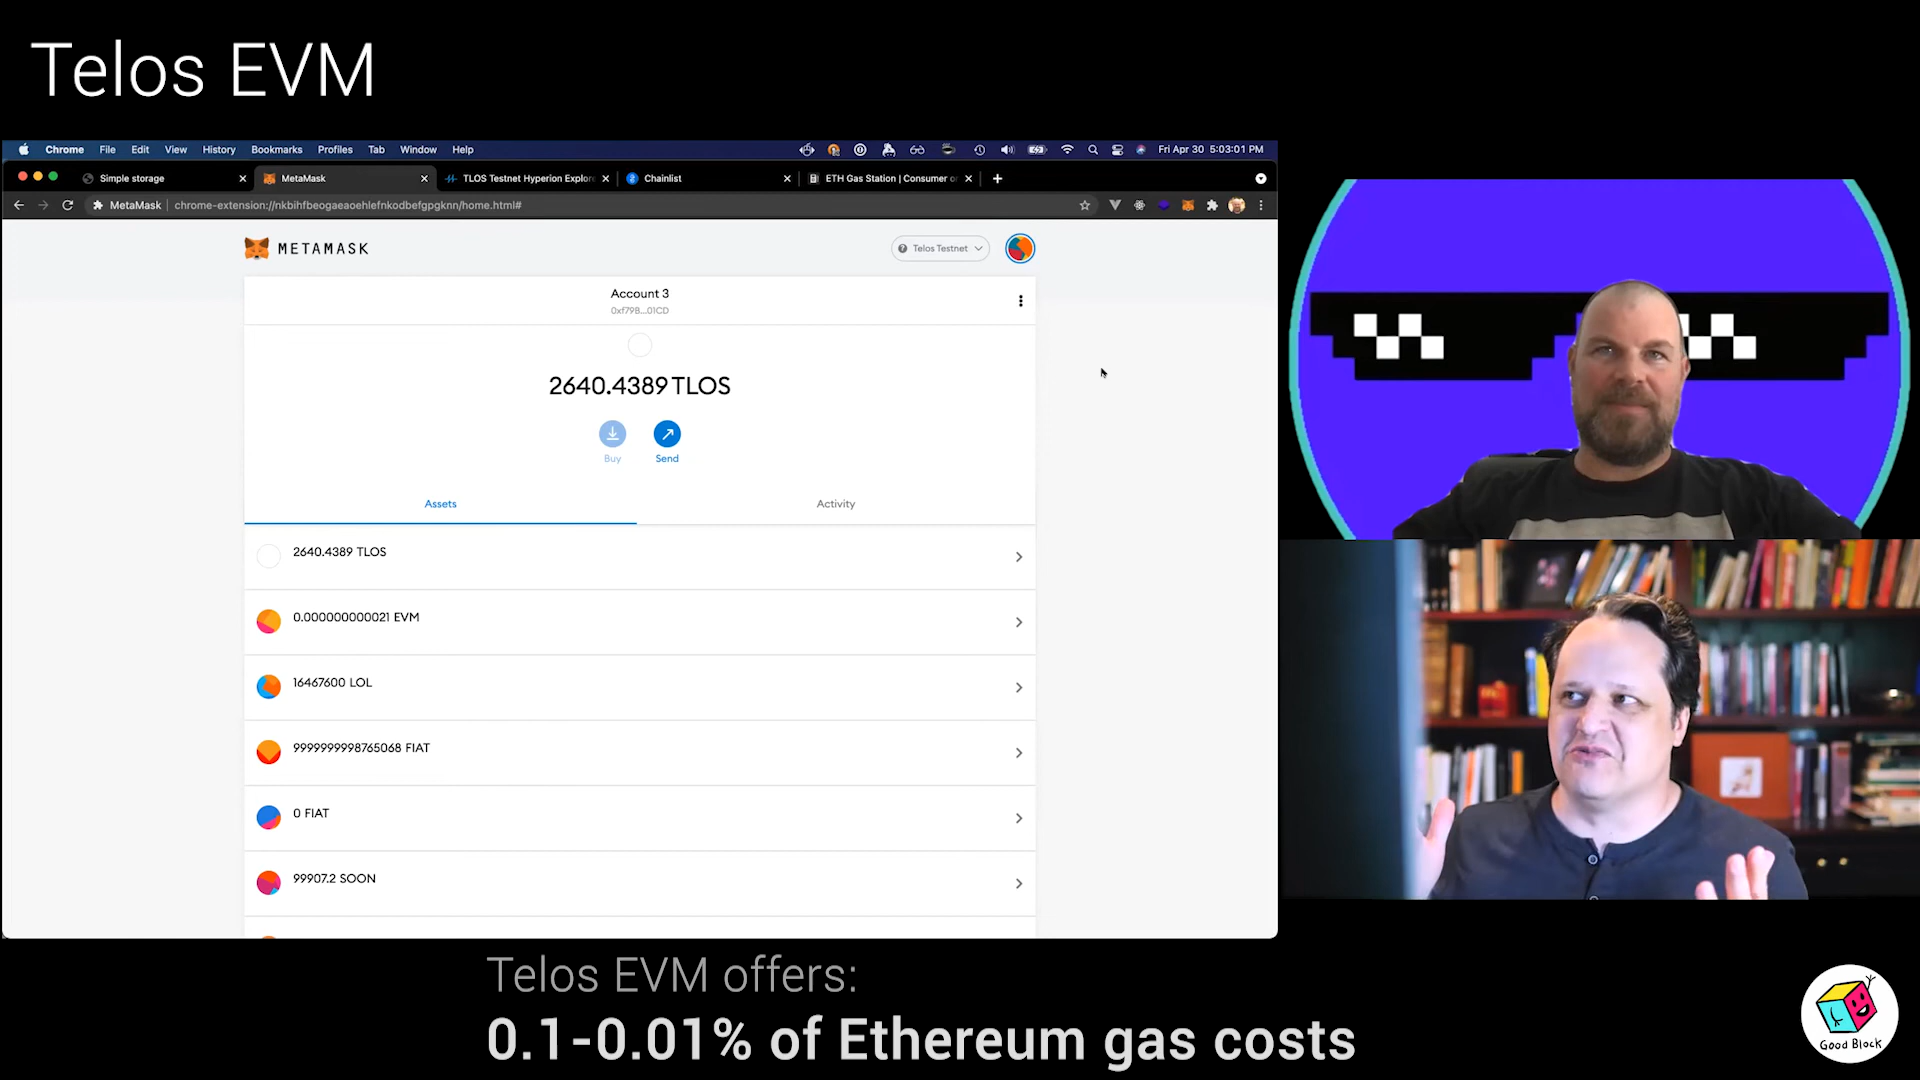 Telos EVM
Chrome File Edit View History Bookmarks Profiles Tab Window Help
Fri Apr 30 5:03:01 PM
Simple storage
MetaMask
TLOS Testnet Hyperion Explor
Chainlist
ETH Gas Station | Consumer or
MetaMask
chrome-extension://nkbihfbeogaeaoehlefnkodbefgpgknn/home.html#
METAMASK
Telos Testnet
Account 3
0xf79B...01CD
2640.4389 TLOS
Buy
Send
Assets
Activity
2640.4389 TLOS
0.000000000021 EVM
16467600 LOL
9999999998765068 FIAT
0 FIAT
99907.2 SOON
Telos EVM offers:
0.1-0.01% of Ethereum gas costs
Good Block